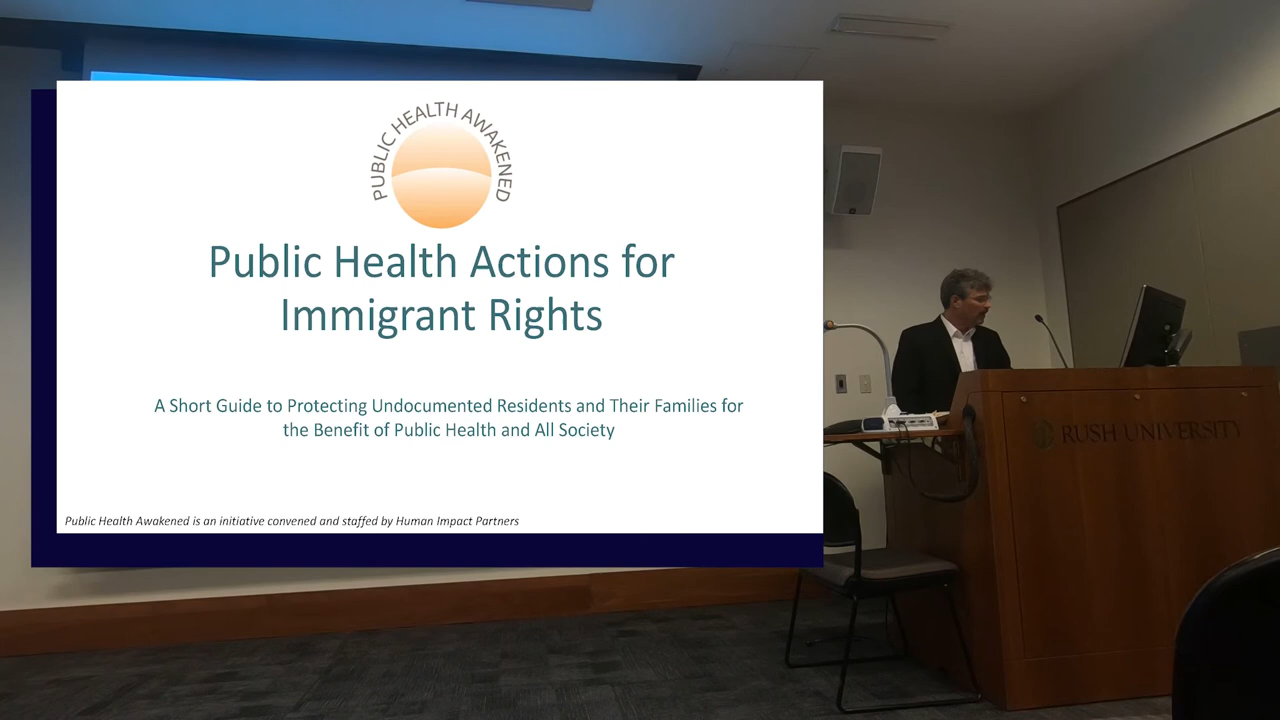 PUBLIC HEALTH AWAKENED
Public Health Actions for
Immigrant Rights
A Short Guide to Protecting Undocumented Residents and Their Families for
the Benefit of Public Health and All Society
Public Health Awakened is an initiative convened and staffed by Human Impact Partners
RUSH UNIVERSITY